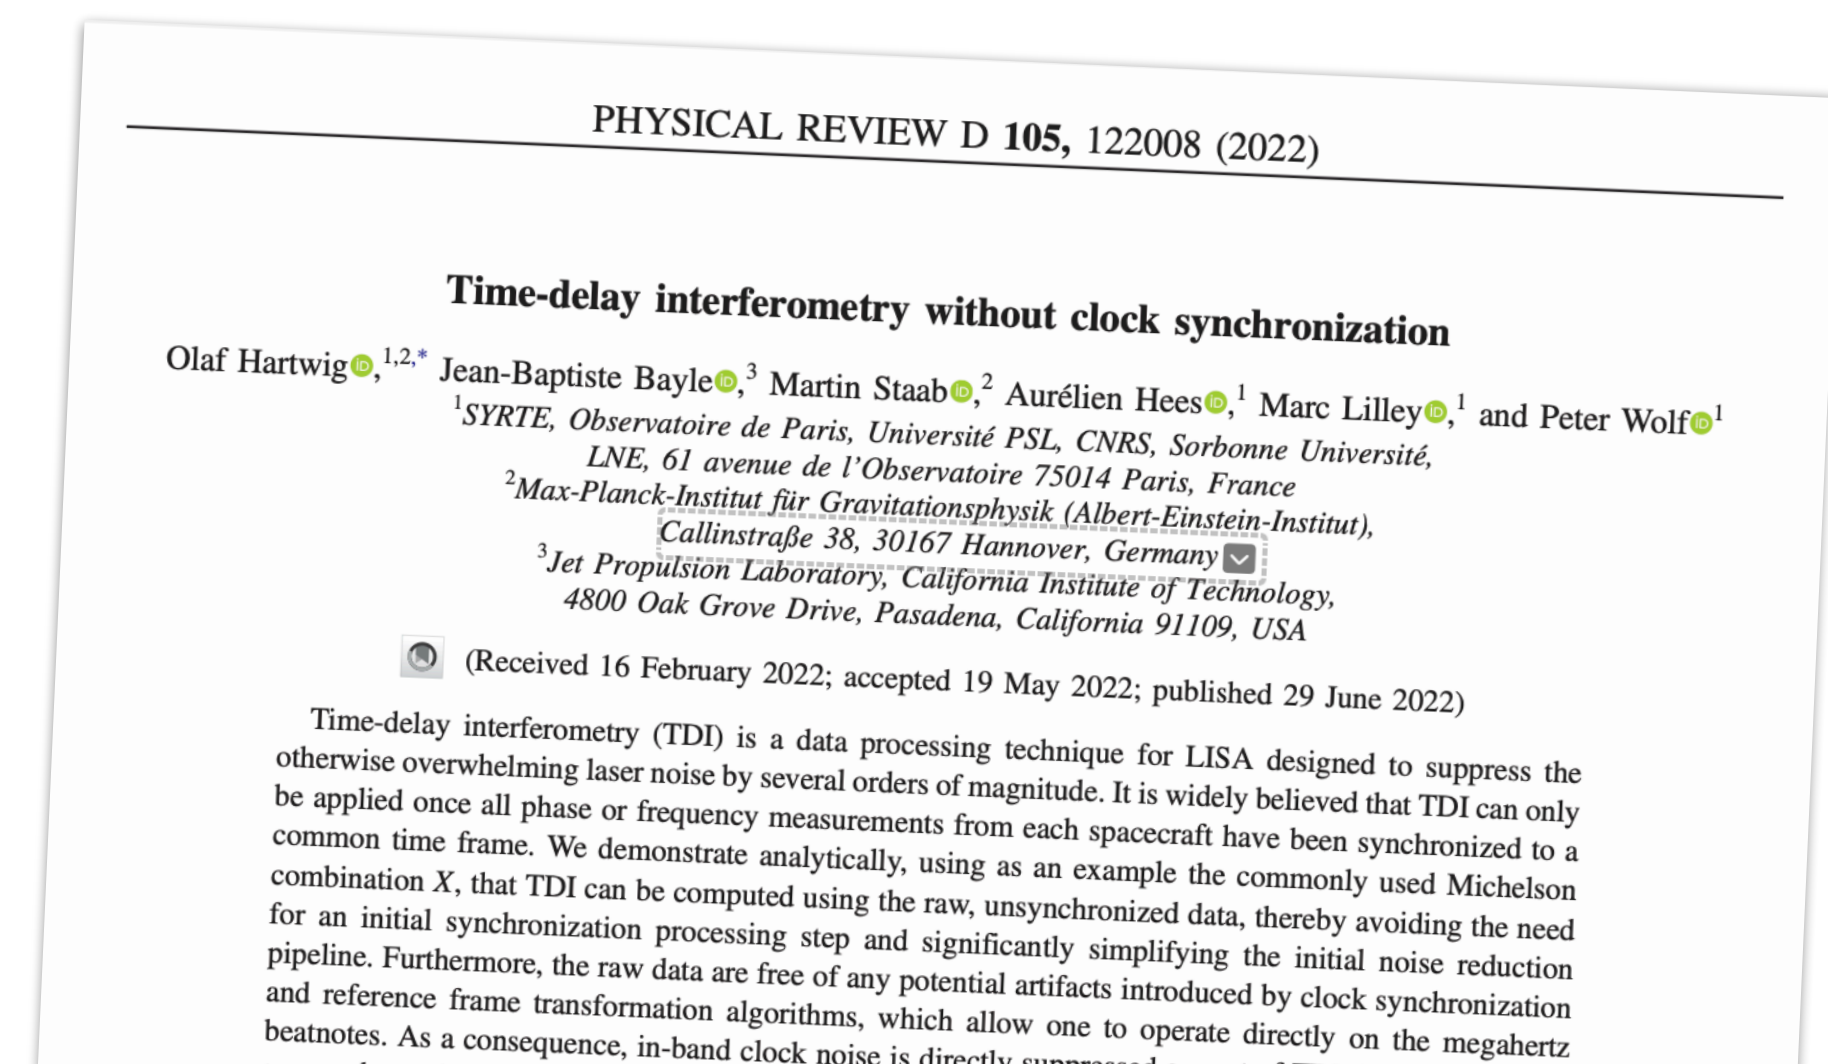 PHYSICAL REVIEW D 105, 122008 (2022)
Time-delay interferometry without clock synchronization
Olaf Hartwig iD,1,2,* Jean-Baptiste Bayle iD,3 Martin Staab iD,2 Aurélien Hees iD,1 Marc Lilley iD,1 and Peter Wolf iD1
1SYRTE, Observatoire de Paris, Université PSL, CNRS, Sorbonne Université,
LNE, 61 avenue de l'Observatoire 75014 Paris, France
2Max-Planck-Institut für Gravitationsphysik (Albert-Einstein-Institut),
Callinstraße 38, 30167 Hannover, Germany
3Jet Propulsion Laboratory, California Institute of Technology,
4800 Oak Grove Drive, Pasadena, California 91109, USA
(Received 16 February 2022; accepted 19 May 2022; published 29 June 2022)
Time-delay interferometry (TDI) is a data processing technique for LISA designed to suppress the
otherwise overwhelming laser noise by several orders of magnitude. It is widely believed that TDI can only
be applied once all phase or frequency measurements from each spacecraft have been synchronized to a
common time frame. We demonstrate analytically, using as an example the commonly used Michelson
combination X, that TDI can be computed using the raw, unsynchronized data, thereby avoiding the need
for an initial synchronization processing step and significantly simplifying the initial noise reduction
pipeline. Furthermore, the raw data are free of any potential artifacts introduced by clock synchronization
and reference frame transformation algorithms, which allow one to operate directly on the megahertz
beatnotes. As a consequence, in-band clock noise is directly